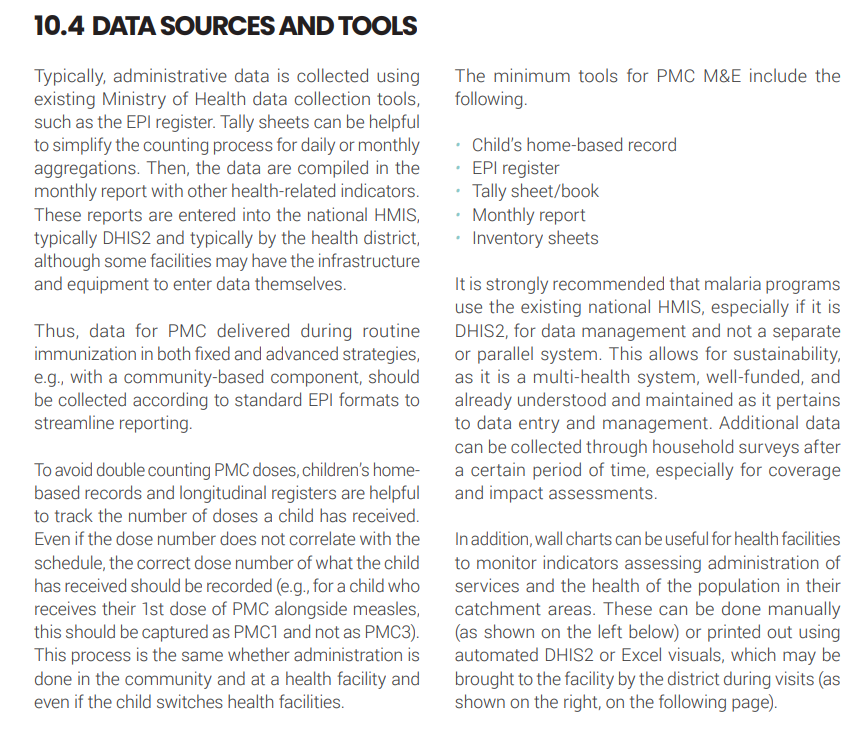 10.4 DATA SOURCES AND TOOLS
Typically, administrative data is collected using
existing Ministry of Health data collection tools,
such as the EPI register. Tally sheets can be helpful
to simplify the counting process for daily or monthly
aggregations. Then, the data are compiled in the
monthly report with other health-related indicators.
These reports are entered into the national HMIS,
typically DHIS2 and typically by the health district,
although some facilities may have the infrastructure
and equipment to enter data themselves.
Thus, data for PMC delivered during routine
immunization in both fixed and advanced strategies,
e.g., with a community-based component, should
be collected according to standard EPI formats to
streamline reporting.
To avoid double counting PMC doses, children's home-
based records and longitudinal registers are helpful
to track the number of doses a child has received.
Even if the dose number does not correlate with the
schedule, the correct dose number of what the child
has received should be recorded (e.g., for a child who
receives their 1st dose of PMC alongside measles,
this should be captured as PMC1 and not as PMC3).
This process is the same whether administration is
done in the community and at a health facility and
even if the child switches health facilities.
The minimum tools for PMC M&E include the
following.
• Child's home-based record
• EPI register
• Tally sheet/book
• Monthly report
• Inventory sheets
It is strongly recommended that malaria programs
use the existing national HMIS, especially if it is
DHIS2, for data management and not a separate
or parallel system. This allows for sustainability,
as it is a multi-health system, well-funded, and
already understood and maintained as it pertains
to data entry and management. Additional data
can be collected through household surveys after
a certain period of time, especially for coverage
and impact assessments.
In addition, wall charts can be useful for health facilities
to monitor indicators assessing administration of
services and the health of the population in their
catchment areas. These can be done manually
(as shown on the left below) or printed out using
automated DHIS2 or Excel visuals, which may be
brought to the facility by the district during visits (as
shown on the right, on the following page).